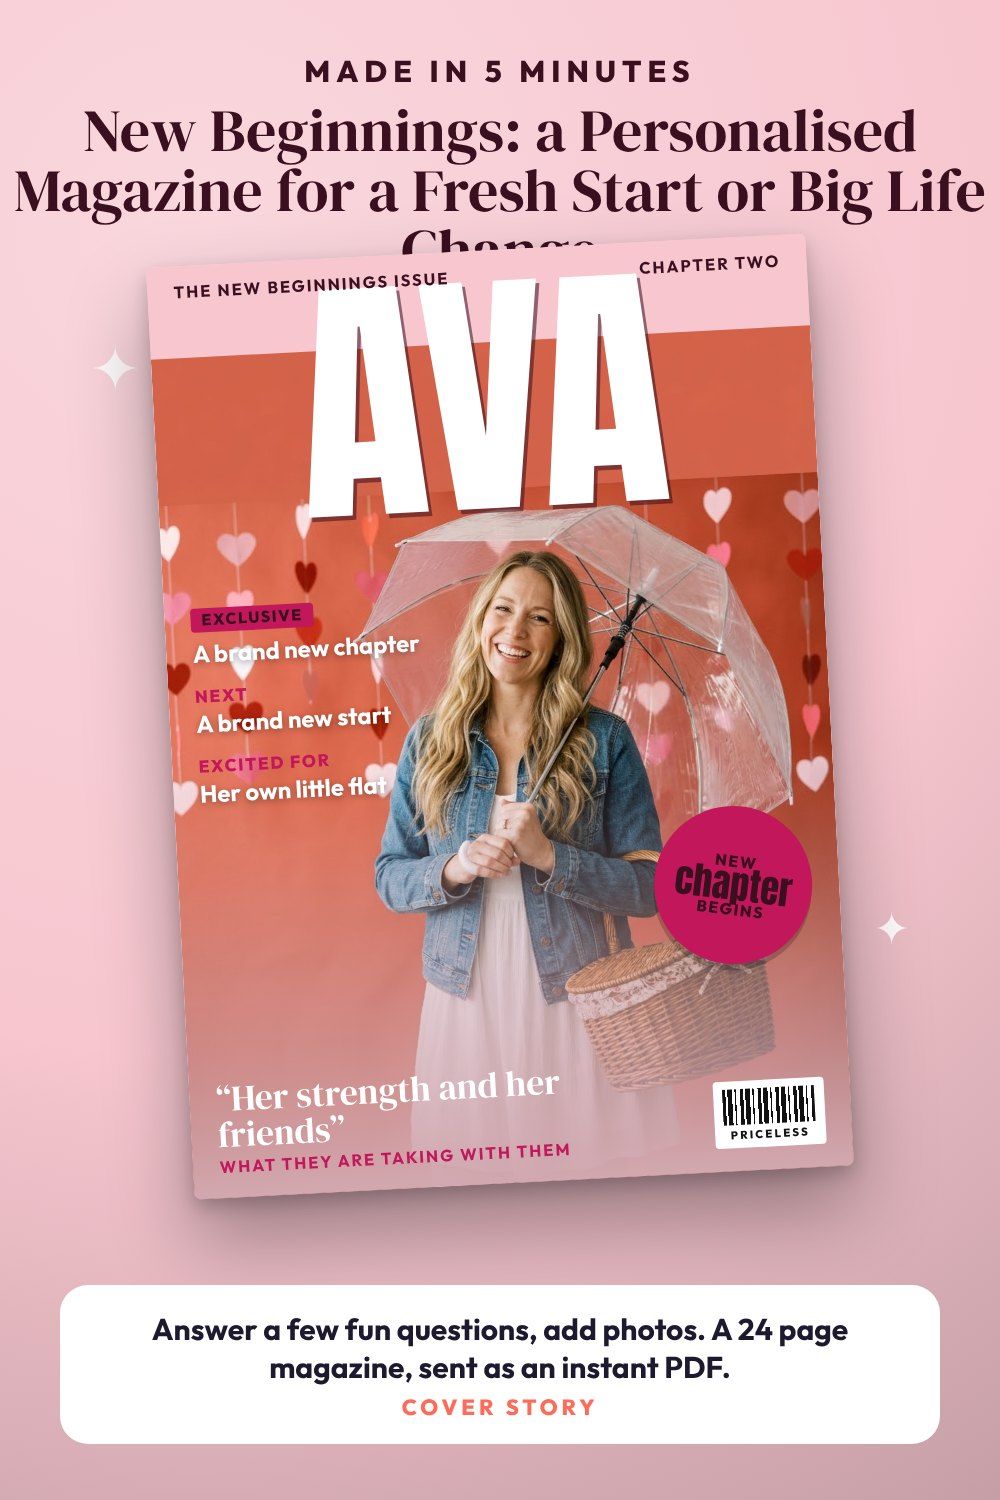 MADE IN 5 MINUTES
New Beginnings: a Personalised
Magazine for a Fresh Start or Big Life
Change
THE NEW BEGINNINGS ISSUE
CHAPTER TWO
AVA
EXCLUSIVE
A brand new chapter
NEXT
A brand new start
EXCITED FOR
Her own little flat
NEW
chapter
BEGINS
“Her strength and her
friends”
WHAT THEY ARE TAKING WITH THEM
PRICELESS
Answer a few fun questions, add photos. A 24 page
magazine, sent as an instant PDF.
COVER STORY